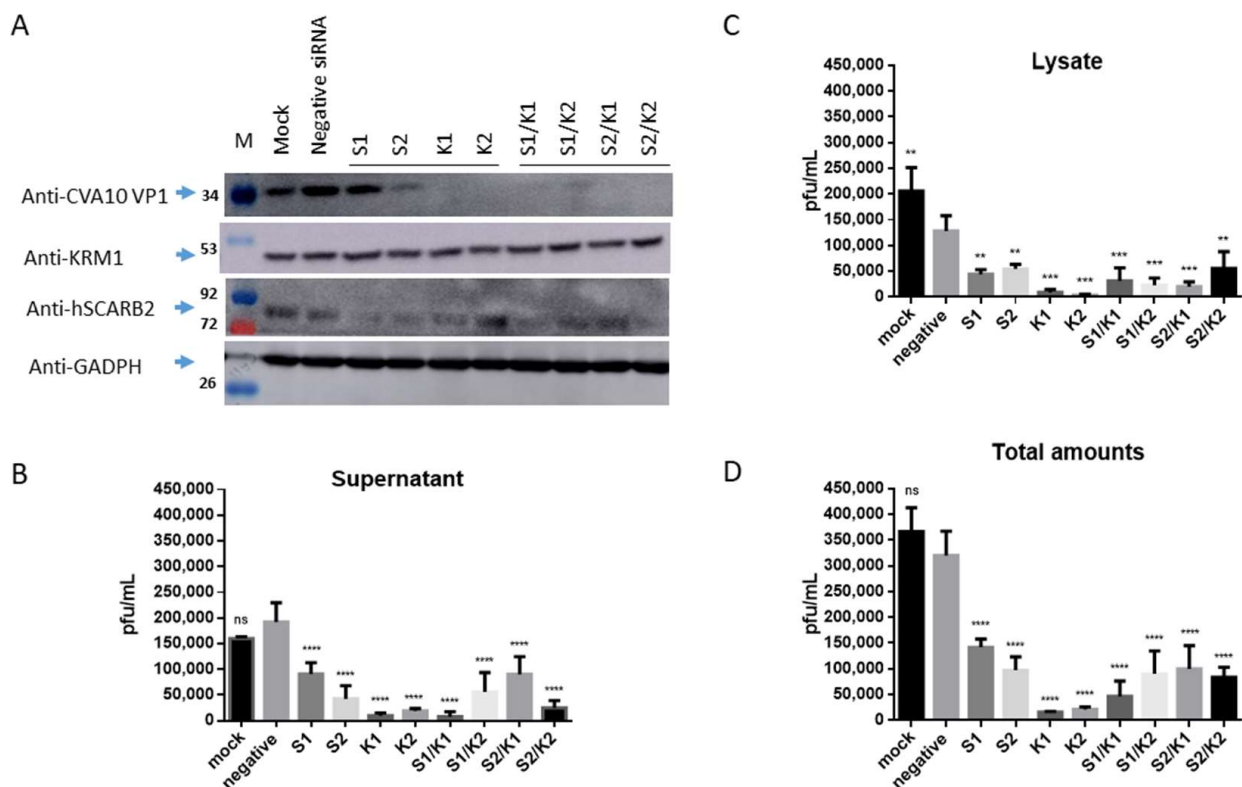 A
M
Mock
Negative siRNA
S1
S2
K1
K2
S1/K1
S1/K2
S2/K1
S2/K2
Anti-CVA10 VP1
34
Anti-KRM1
53
Anti-hSCARB2
92
72
Anti-GADPH
26
B
Supernatant
pfu/mL
450,000
400,000
350,000
300,000
250,000
200,000
150,000
100,000
50,000
0
ns
****
****
****
****
****
****
****
****
mock
negative
S1
S2
K1
K2
S1/K1
S1/K2
S2/K1
S2/K2
C
Lysate
pfu/mL
450,000
400,000
350,000
300,000
250,000
200,000
150,000
100,000
50,000
0
**
**
**
***
***
***
***
***
**
mock
negative
S1
S2
K1
K2
S1/K1
S1/K2
S2/K1
S2/K2
D
Total amounts
pfu/mL
450,000
400,000
350,000
300,000
250,000
200,000
150,000
100,000
50,000
0
ns
****
****
****
****
****
****
****
****
mock
negative
S1
S2
K1
K2
S1/K1
S1/K2
S2/K1
S2/K2